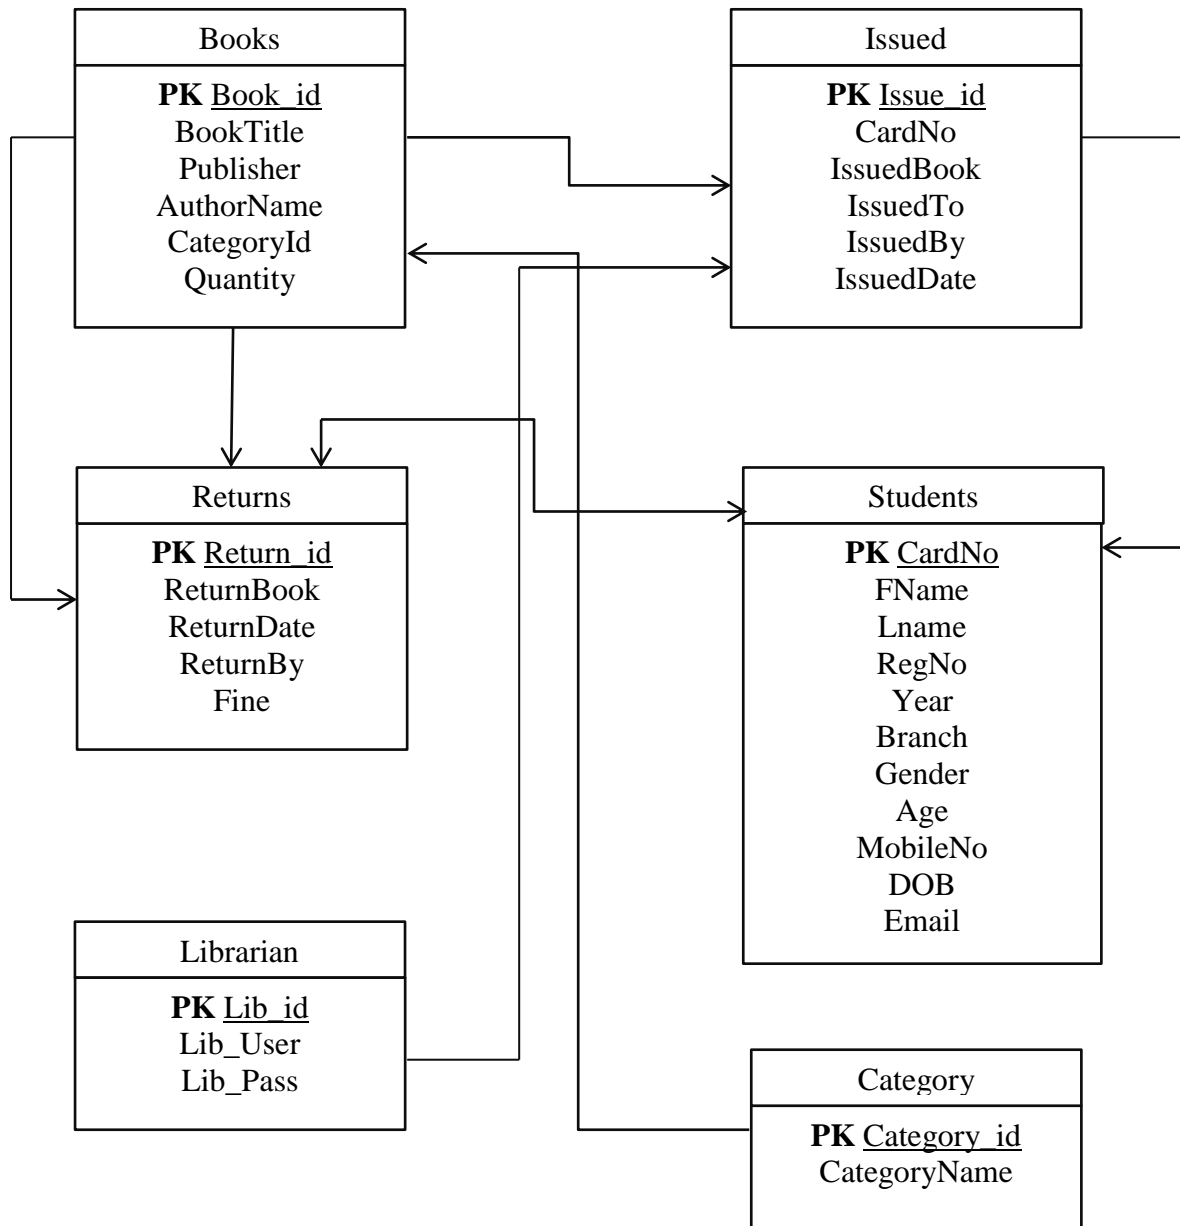 Books
PK Book_id
BookTitle
Publisher
AuthorName
CategoryId
Quantity
Issued
PK Issue_id
CardNo
IssuedBook
IssuedTo
IssuedBy
IssuedDate
Returns
PK Return_id
ReturnBook
ReturnDate
ReturnBy
Fine
Students
PK CardNo
FName
Lname
RegNo
Year
Branch
Gender
Age
MobileNo
DOB
Email
Librarian
PK Lib_id
Lib_User
Lib_Pass
Category
PK Category_id
CategoryName